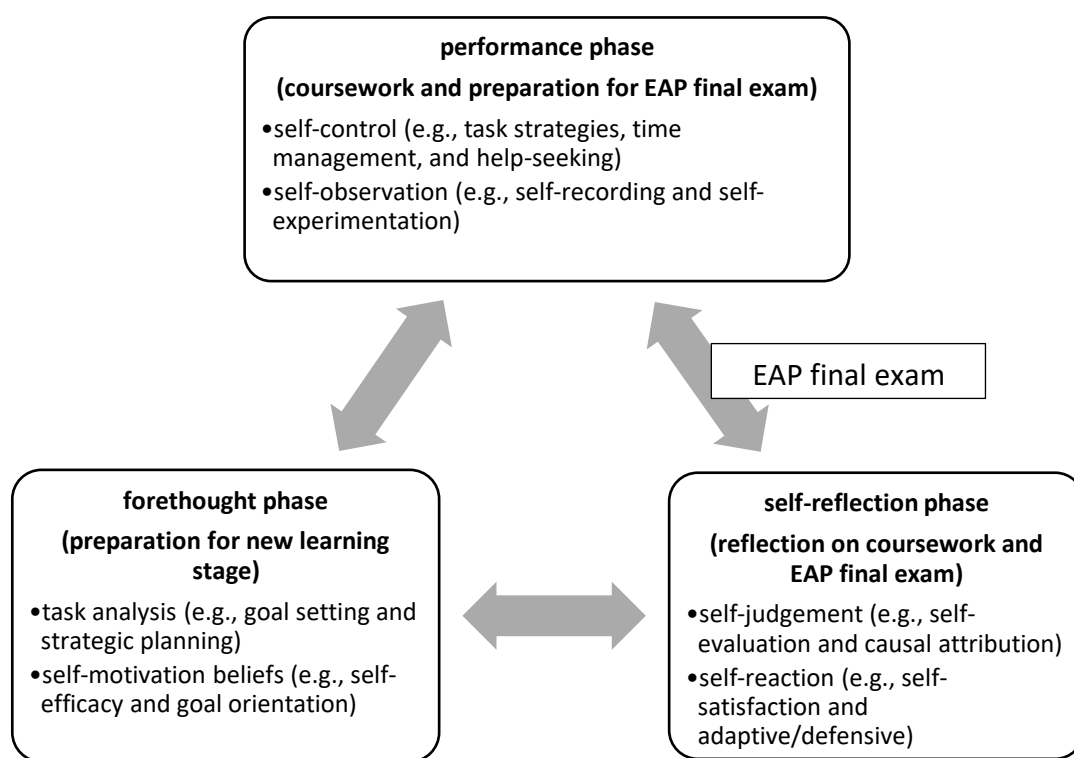 performance phase
(coursework and preparation for EAP final exam)
•self-control (e.g., task strategies, time
management, and help-seeking)
•self-observation (e.g., self-recording and self-
experimentation)
EAP final exam
forethought phase
(preparation for new learning
stage)
•task analysis (e.g., goal setting and
strategic planning)
•self-motivation beliefs (e.g., self-
efficacy and goal orientation)
self-reflection phase
(reflection on coursework and
EAP final exam)
•self-judgement (e.g., self-
evaluation and causal attribution)
•self-reaction (e.g., self-
satisfaction and
adaptive/defensive)